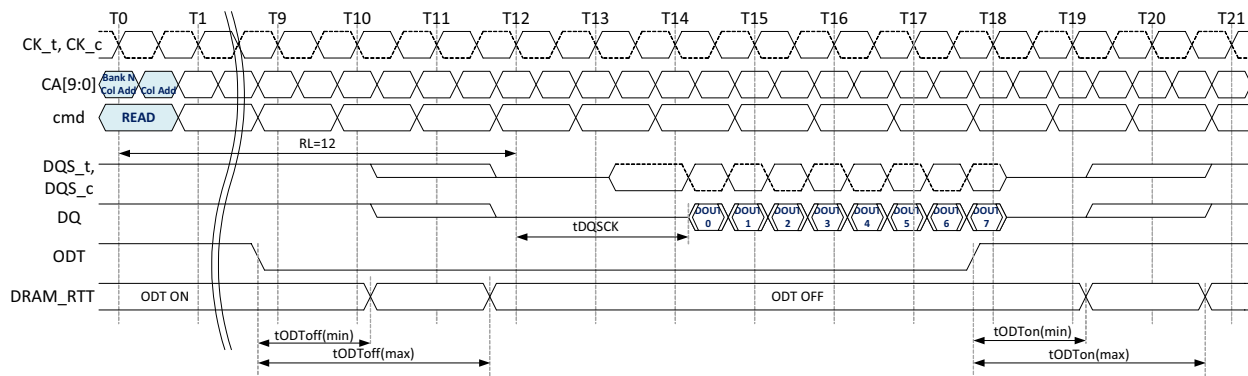 T0 T1 T9 T10 T11 T12 T13 T14 T15 T16 T17 T18 T19 T20 T21
CK_t, CK_c
CA[9:0] Bank N Col Add Col Add
cmd READ
RL=12
DQS_t,
DQS_c
DQ DOUT 0 DOUT 1 DOUT 2 DOUT 3 DOUT 4 DOUT 5 DOUT 6 DOUT 7
tDQSCK
ODT
DRAM_RTT ODT ON ODT OFF
tODToff(min) tODTon(min)
tODToff(max) tODTon(max)